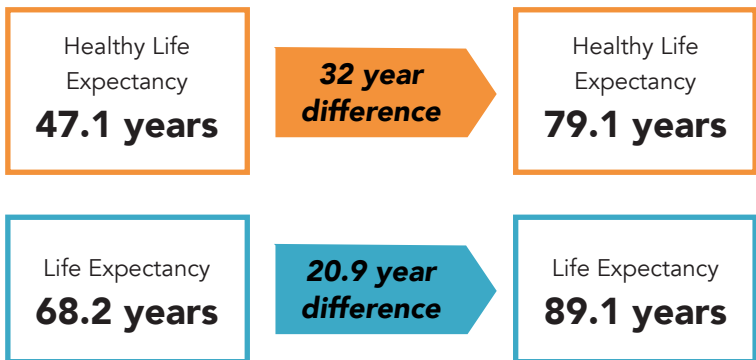 Healthy Life
Expectancy
47.1 years
32 year
difference
Healthy Life
Expectancy
79.1 years
Life Expectancy
68.2 years
20.9 year
difference
Life Expectancy
89.1 years